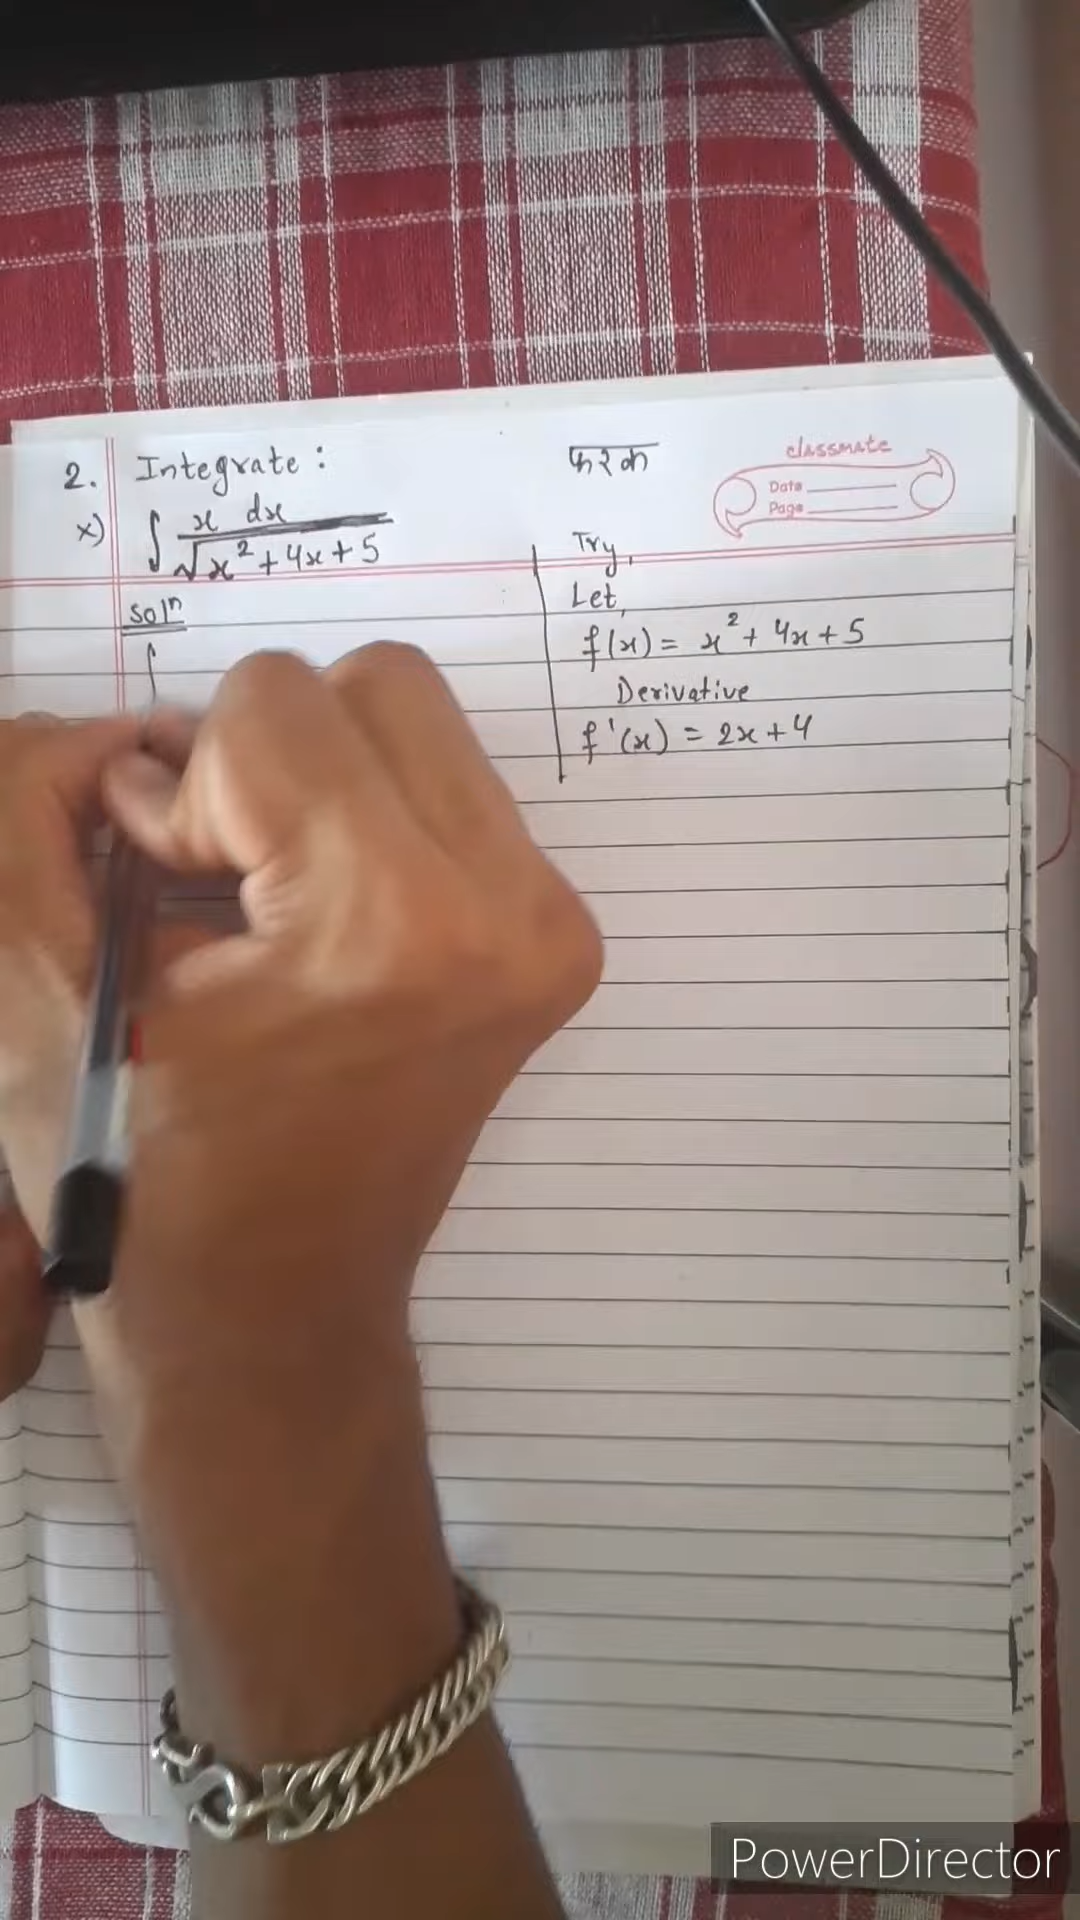 2. Integrate :
x) ∫ x dx / √x² + 4x + 5
Solⁿ
∫
फरक
classmate
Date
Page
Try,
Let,
f(x) = x² + 4x + 5
Derivative
f'(x) = 2x + 4
PowerDirector